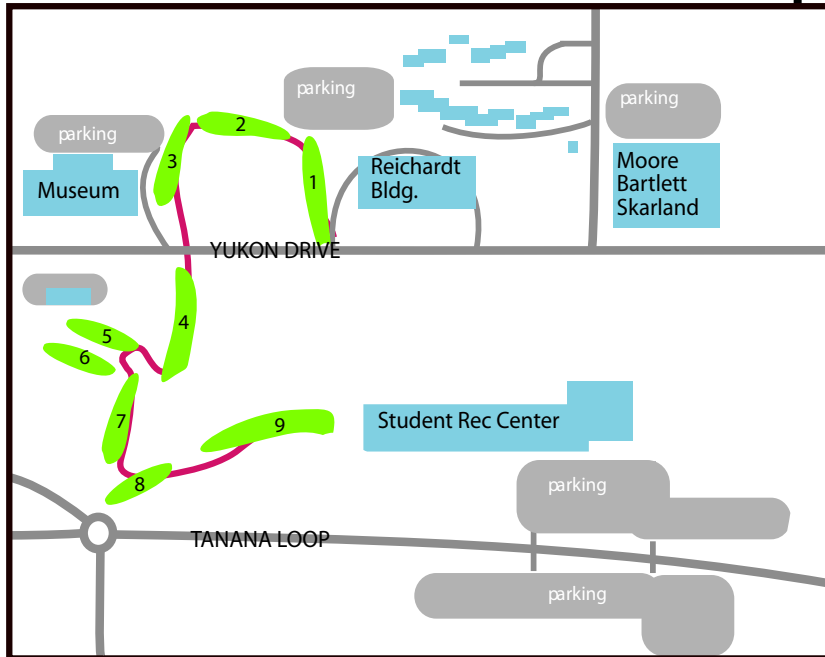 parking
parking
parking
2
3
1
Museum
Reichardt
Bldg.
Moore
Bartlett
Skarland
YUKON DRIVE
4
5
6
7
9
8
Student Rec Center
parking
TANANA LOOP
parking